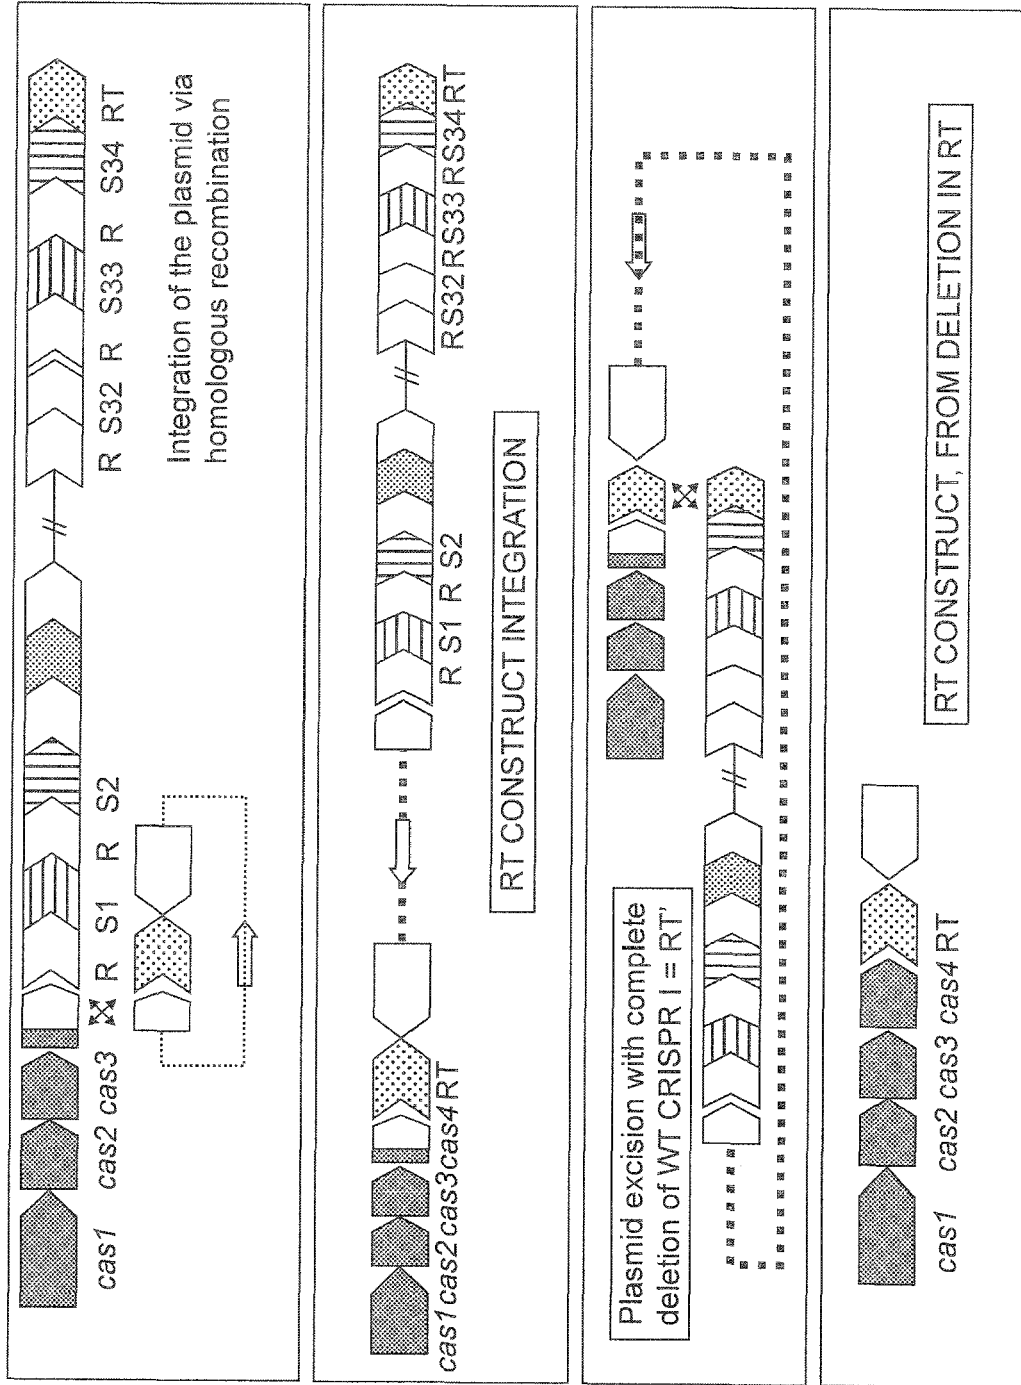 cas1 cas2 cas3 R S1 R S2 R S32 R S33 R S34 RT
Integration of the plasmid via
homologous recombination
cas1 cas2 cas3 cas4 RT R S1 R S2 RS32 RS33 RS34 RT
RT CONSTRUCT INTEGRATION
Plasmid excision with complete
deletion of WT CRISPR I = RT'
cas1 cas2 cas3 cas4 RT
RT CONSTRUCT, FROM DELETION IN RT